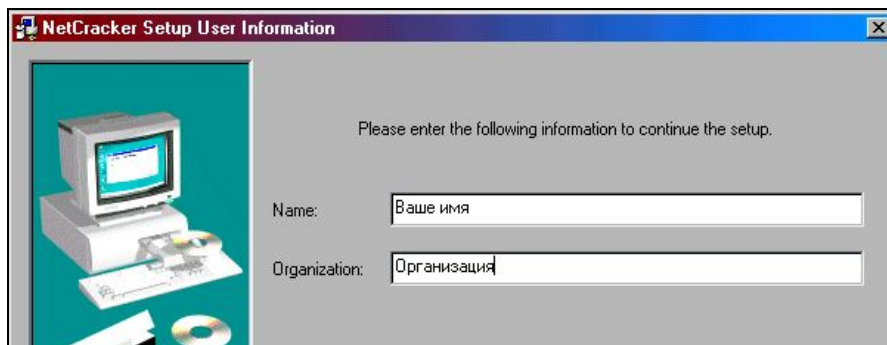 NetCracker Setup User Information
Please enter the following information to continue the setup.
Name: Ваше имя
Organization: Организация